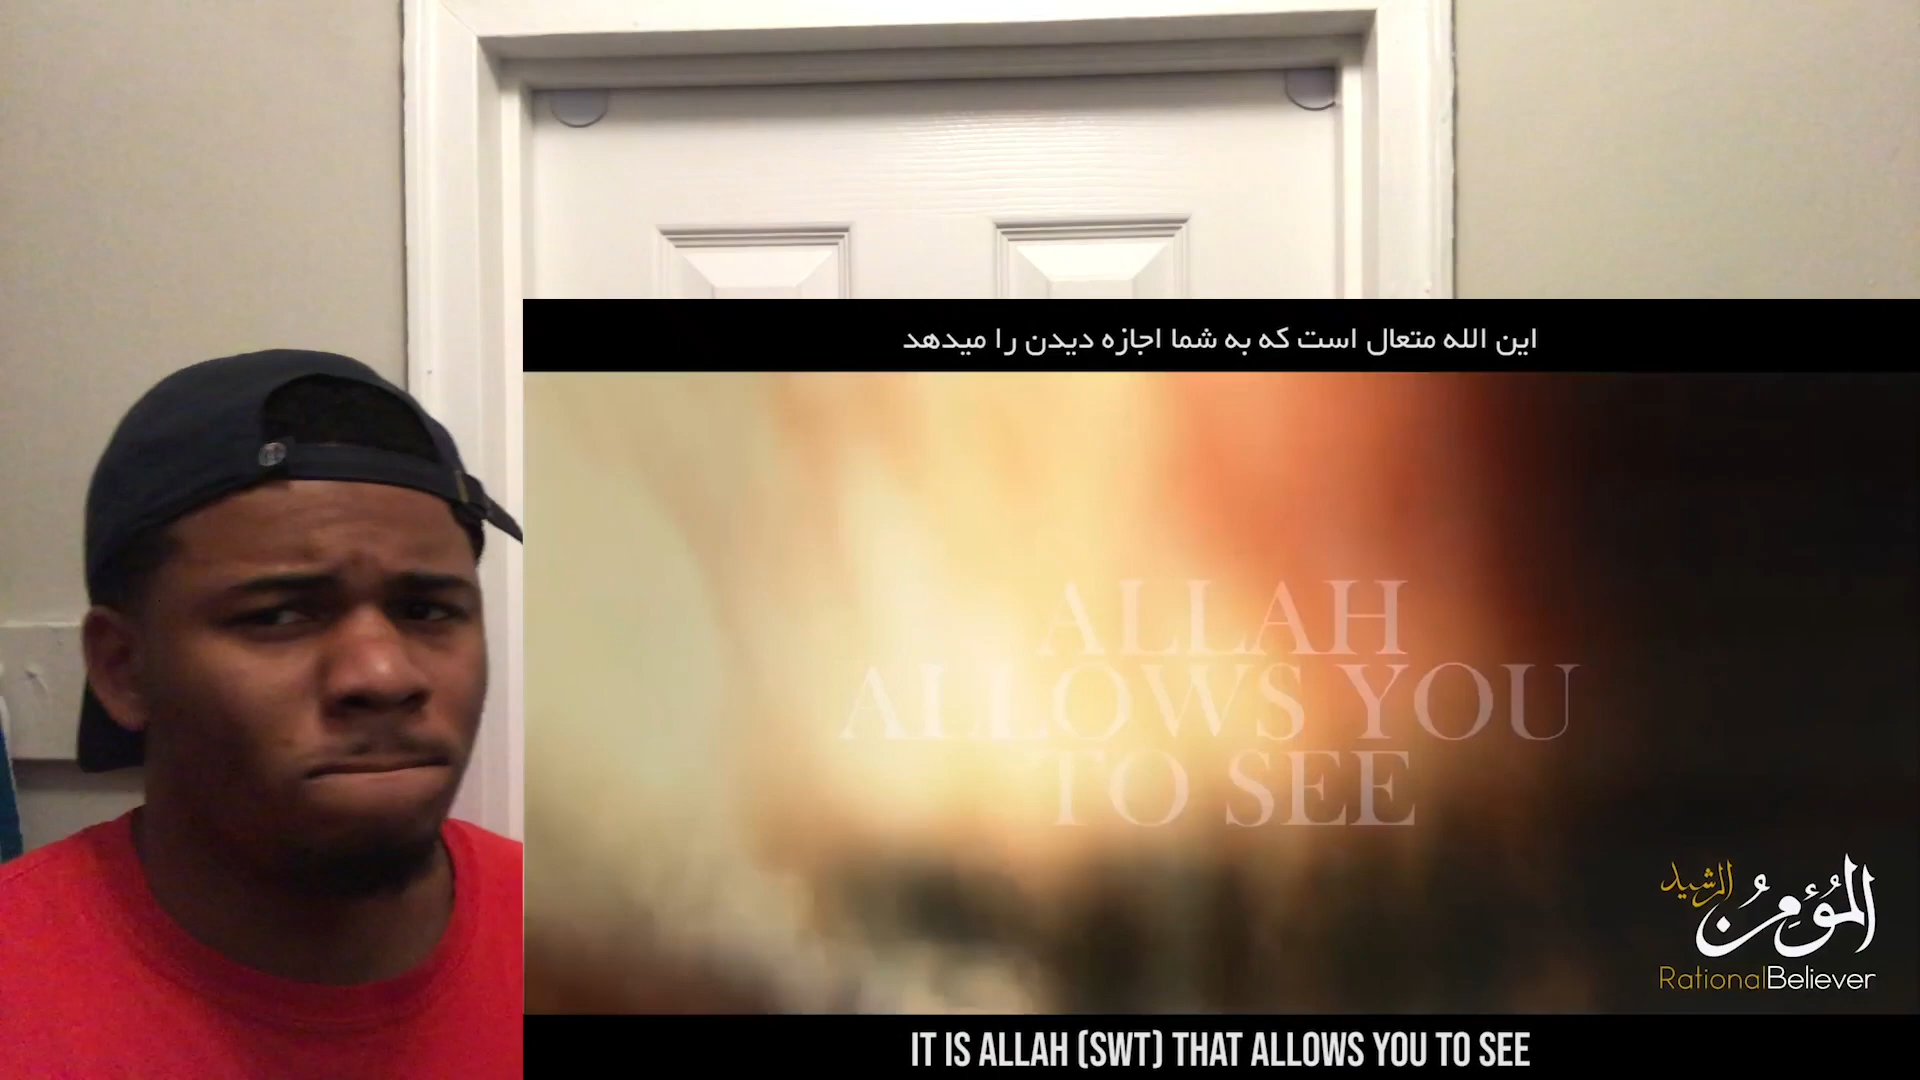 این الله متعال است که به شما اجازه دیدن را میدهد
ALLAH
ALLOWS YOU
TO SEE
المؤمن الرشيد
RationalBeliever
IT IS ALLAH (SWT) THAT ALLOWS YOU TO SEE